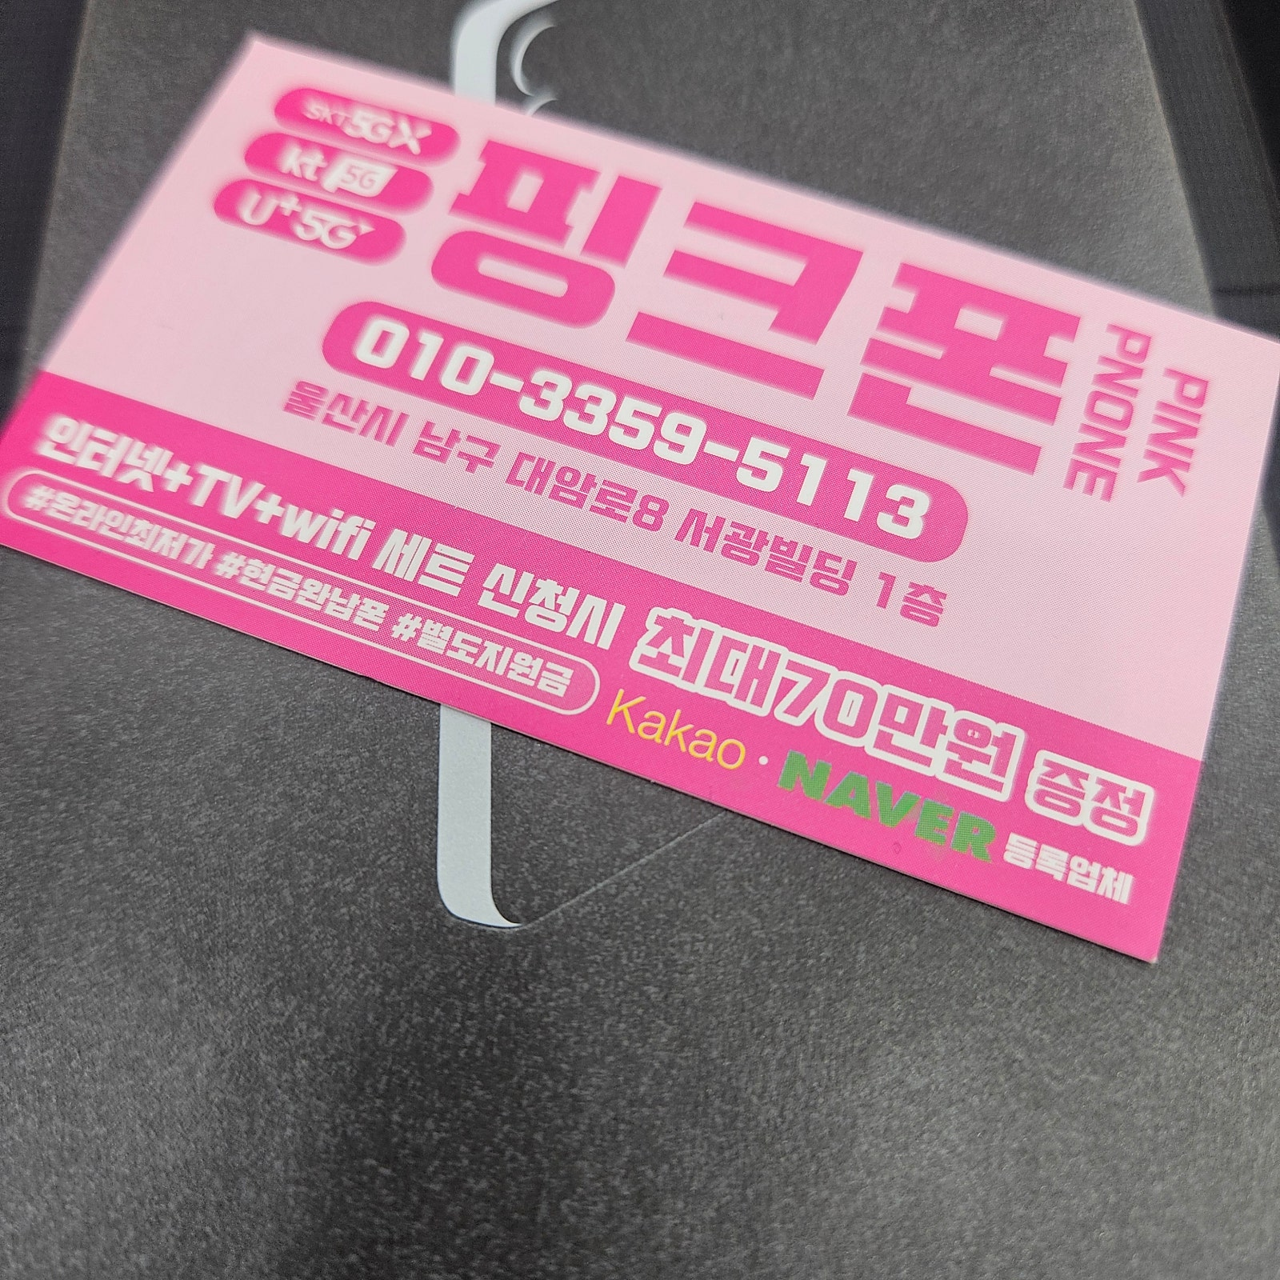 SKT 5GX
kt 5G
U+5G
핑크폰
PINK
PNONE
010-3359-5113
울산시 남구 대암로8 서광빌딩 1층
인터넷+TV+wifi 세트 신청시 최대70만원 증정
#온라인최저가 #현금완납폰 #별도지원금
Kakao · NAVER 등록업체